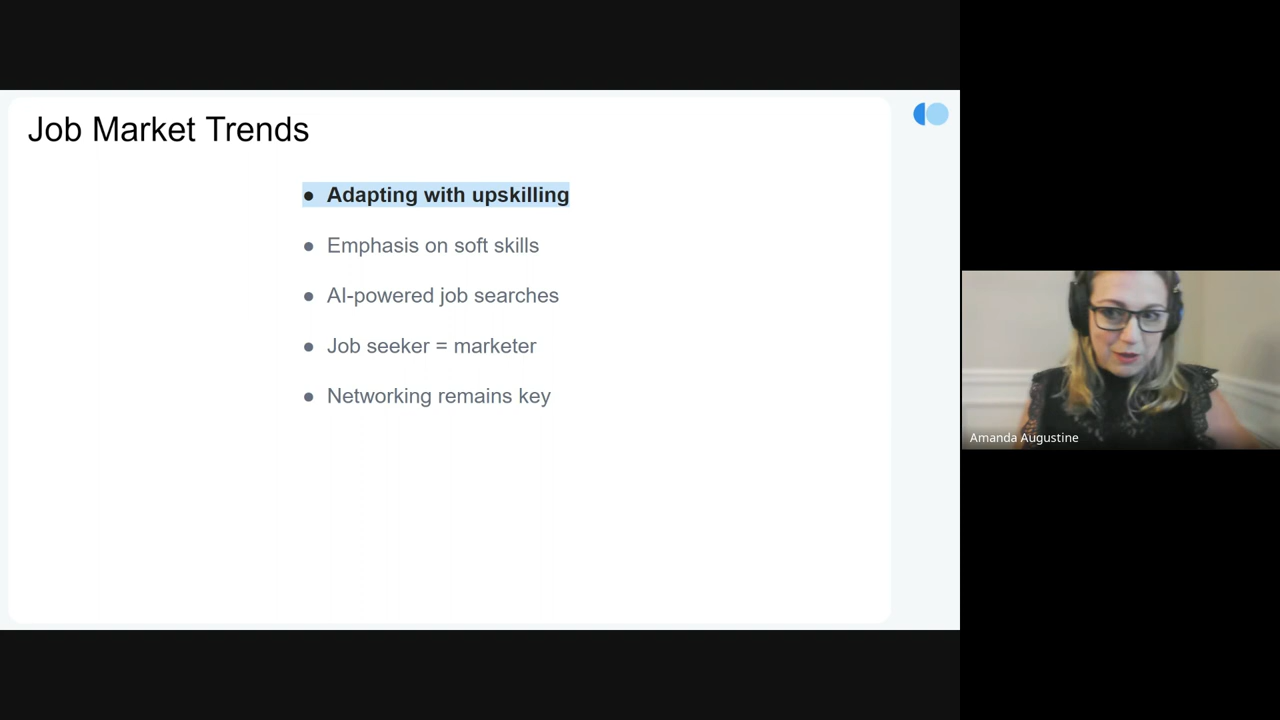 Job Market Trends
● Adapting with upskilling
● Emphasis on soft skills
● AI-powered job searches
● Job seeker = marketer
● Networking remains key
Amanda Augustine